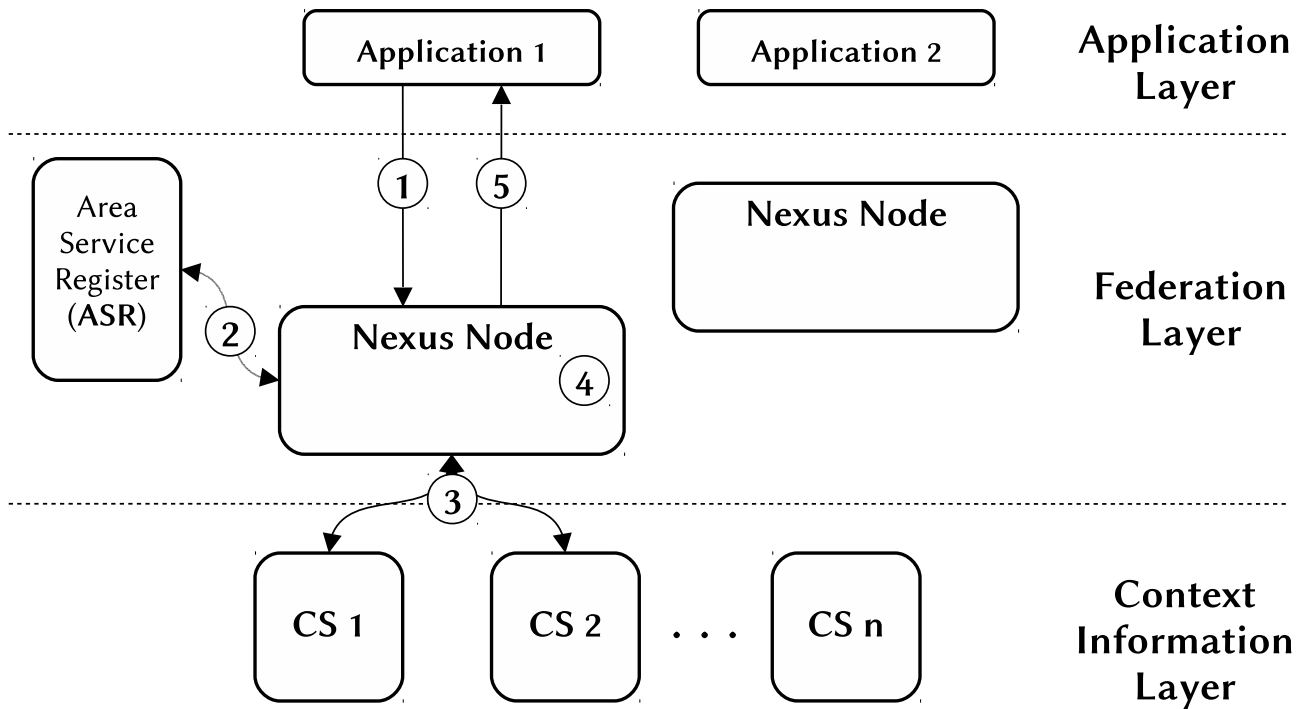 Application 1
Application 2
Application
Layer
1
5
Area
Service
Register
(ASR)
Nexus Node
Federation
Layer
2
Nexus Node
4
3
CS 1
CS 2
. . .
CS n
Context
Information
Layer